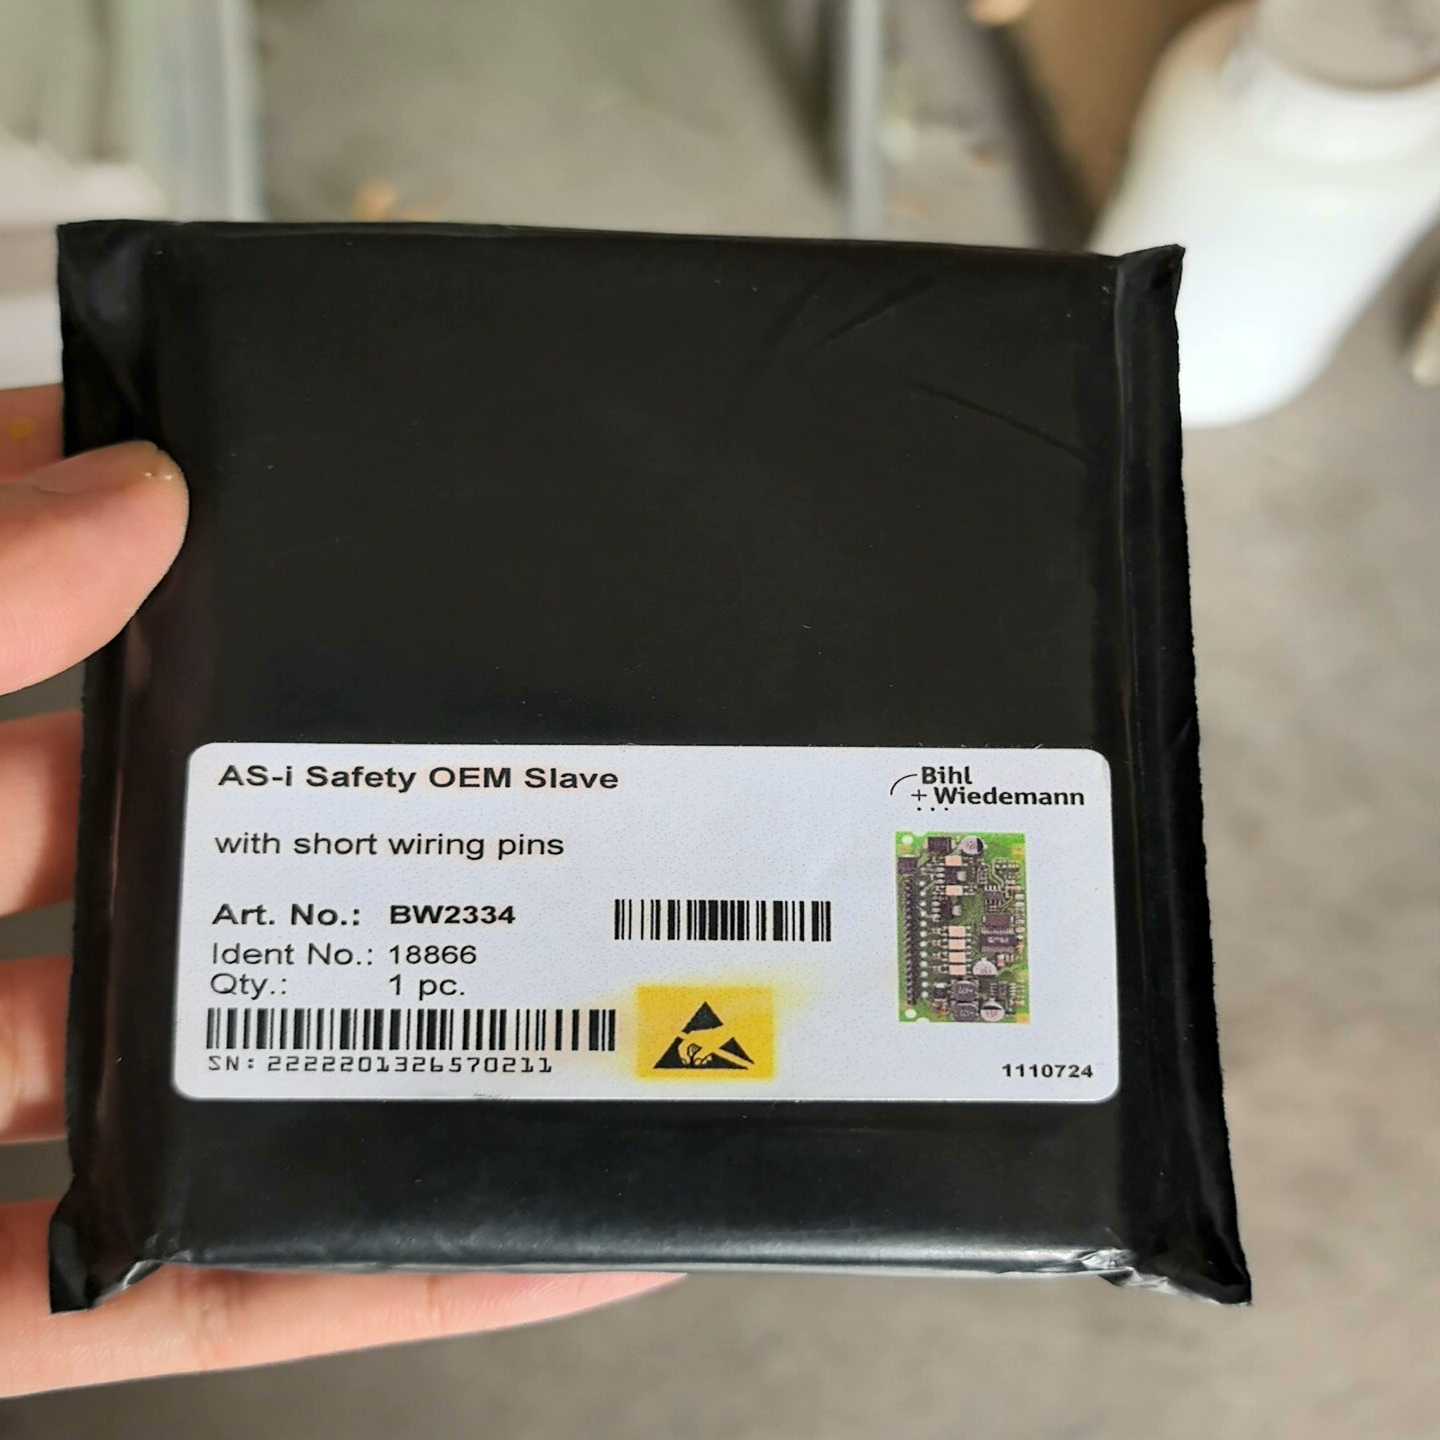 AS-i Safety OEM Slave
Bihl
+ Wiedemann
with short wiring pins
Art. No.: BW2334
Ident No.: 18866
Qty.: 1 pc.
SN: 2222201326570211
1110724